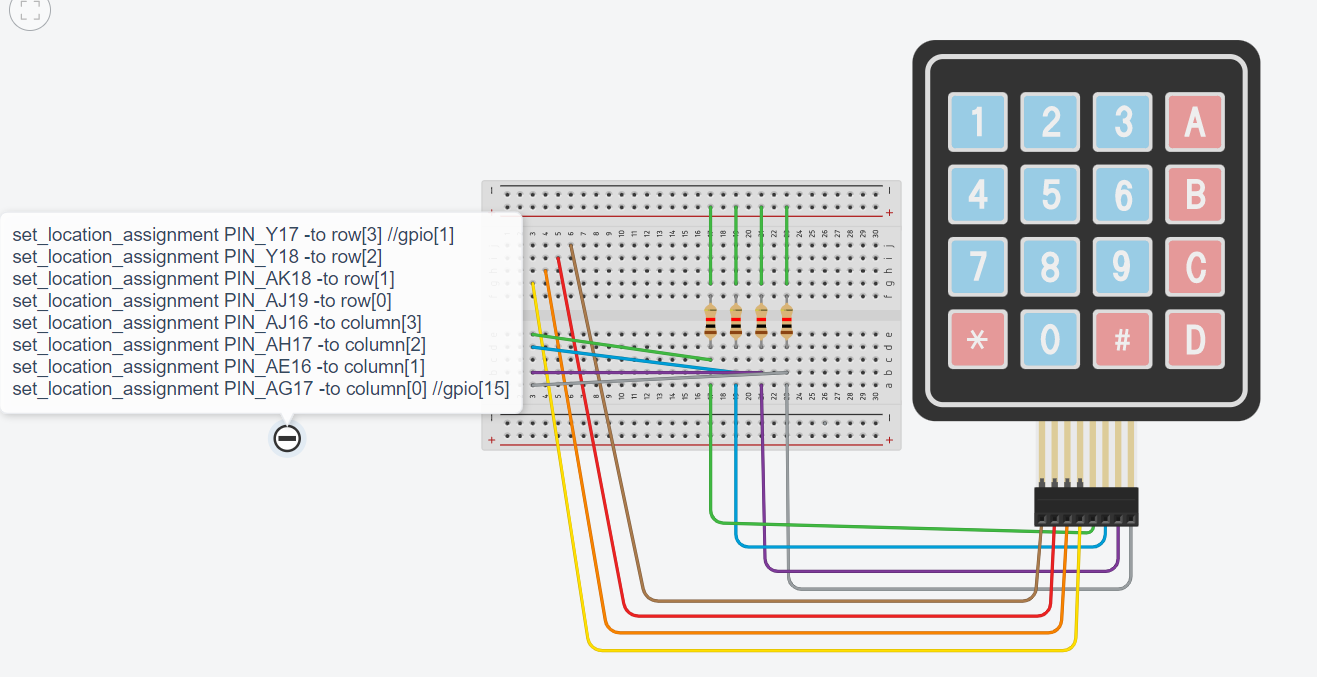 set_location_assignment PIN_Y17 -to row[3] //gpio[1]
set_location_assignment PIN_Y18 -to row[2]
set_location_assignment PIN_AK18 -to row[1]
set_location_assignment PIN_AJ19 -to row[0]
set_location_assignment PIN_AJ16 -to column[3]
set_location_assignment PIN_AH17 -to column[2]
set_location_assignment PIN_AE16 -to column[1]
set_location_assignment PIN_AG17 -to column[0] //gpio[15]
1 2 3 A
4 5 6 B
7 8 9 C
* 0 # D